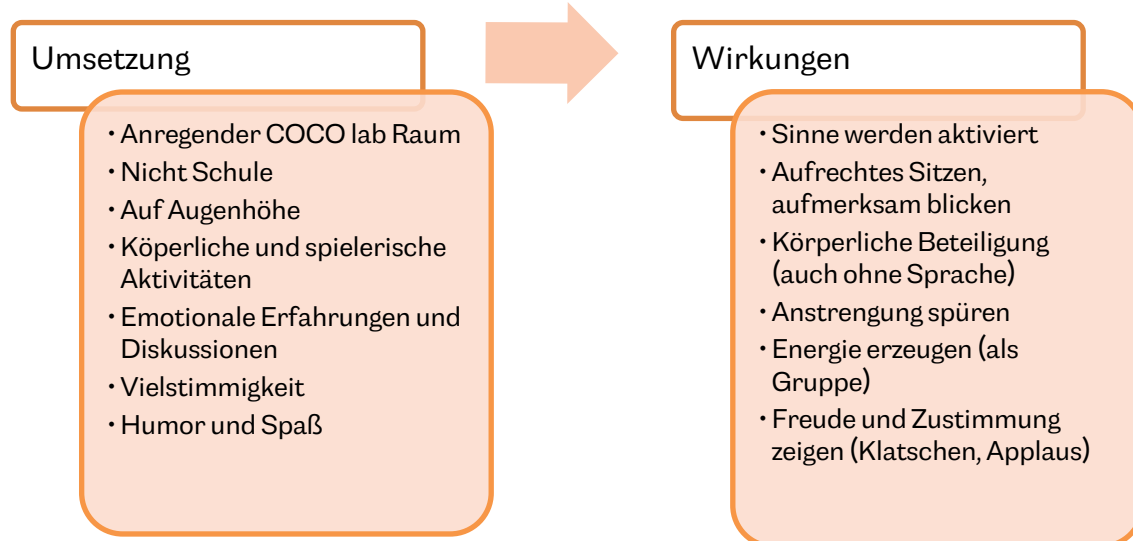 Umsetzung
• Anregender COCO lab Raum
• Nicht Schule
• Auf Augenhöhe
• Köperliche und spielerische
Aktivitäten
• Emotionale Erfahrungen und
Diskussionen
• Vielstimmigkeit
• Humor und Spaß
Wirkungen
• Sinne werden aktiviert
• Aufrechtes Sitzen,
aufmerksam blicken
• Körperliche Beteiligung
(auch ohne Sprache)
• Anstrengung spüren
• Energie erzeugen (als
Gruppe)
• Freude und Zustimmung
zeigen (Klatschen, Applaus)